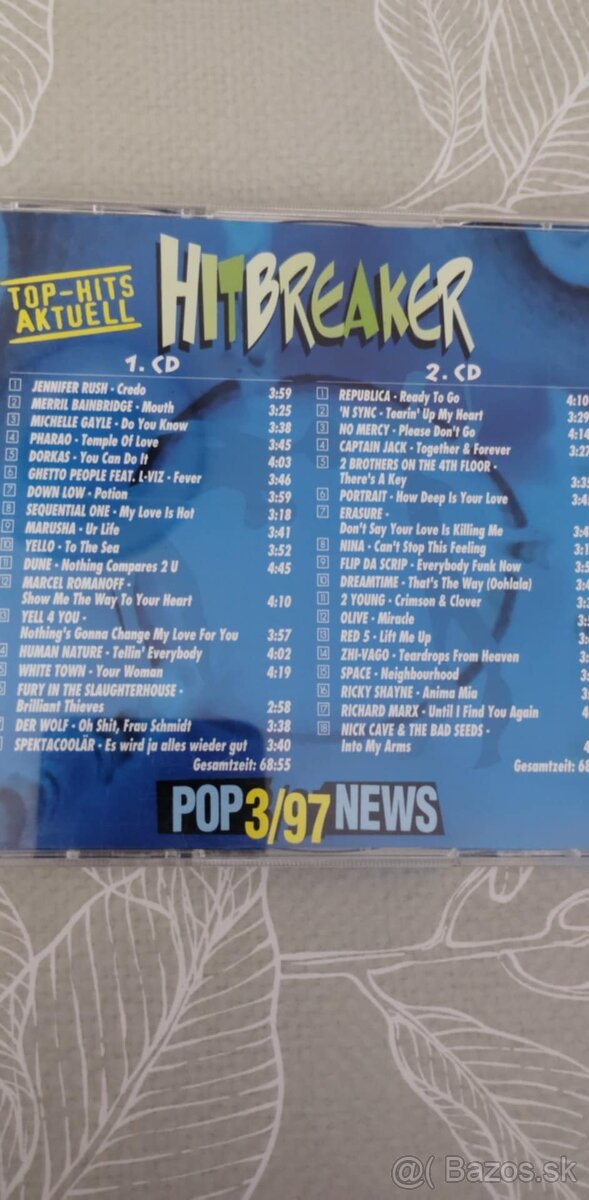 TOP-HITS
AKTUELL
HITBREAKER
1. CD
1 JENNIFER RUSH - Credo 3:59
2 MERRIL BAINBRIDGE - Mouth 3:25
3 MICHELLE GAYLE - Do You Know 3:38
4 PHARAO - Temple Of Love 3:45
5 DORKAS - You Can Do It 4:03
6 GHETTO PEOPLE FEAT. L-VIZ - Fever 3:46
7 DOWN LOW - Potion 3:59
8 SEQUENTIAL ONE - My Love Is Hot 3:18
9 MARUSHA - Ur Life 3:41
10 YELLO - To The Sea 3:52
11 DUNE - Nothing Compares 2 U 4:45
12 MARCEL ROMANOFF -
Show Me The Way To Your Heart 4:10
YELL 4 YOU -
Nothing's Gonna Change My Love For You 3:57
HUMAN NATURE - Tellin' Everybody 4:02
WHITE TOWN - Your Woman 4:19
FURY IN THE SLAUGHTERHOUSE -
Brilliant Thieves 2:58
DER WOLF - Oh Shit, Frau Schmidt 3:38
SPEKTACOOLÄR - Es wird ja alles wieder gut 3:40
Gesamtzeit: 68:55
2. CD
1 REPUBLICA - Ready To Go 4:10
2 'N SYNC - Tearin' Up My Heart 3:29
3 NO MERCY - Please Don't Go 4:14
4 CAPTAIN JACK - Together & Forever 3:27
5 2 BROTHERS ON THE 4TH FLOOR -
There's A Key
6 PORTRAIT - How Deep Is Your Love
7 ERASURE -
Don't Say Your Love Is Killing Me
8 NINA - Can't Stop This Feeling
9 FLIP DA SCRIP - Everybody Funk Now
10 DREAMTIME - That's The Way (Oohlala)
11 2 YOUNG - Crimson & Clover
12 OLIVE - Miracle
13 RED 5 - Lift Me Up
14 ZHI-VAGO - Teardrops From Heaven
15 SPACE - Neighbourhood
16 RICKY SHAYNE - Anima Mia
17 RICHARD MARX - Until I Find You Again
18 NICK CAVE & THE BAD SEEDS -
Into My Arms
Gesamtzeit: 68
POP 3/97 NEWS
@( Bazos.sk